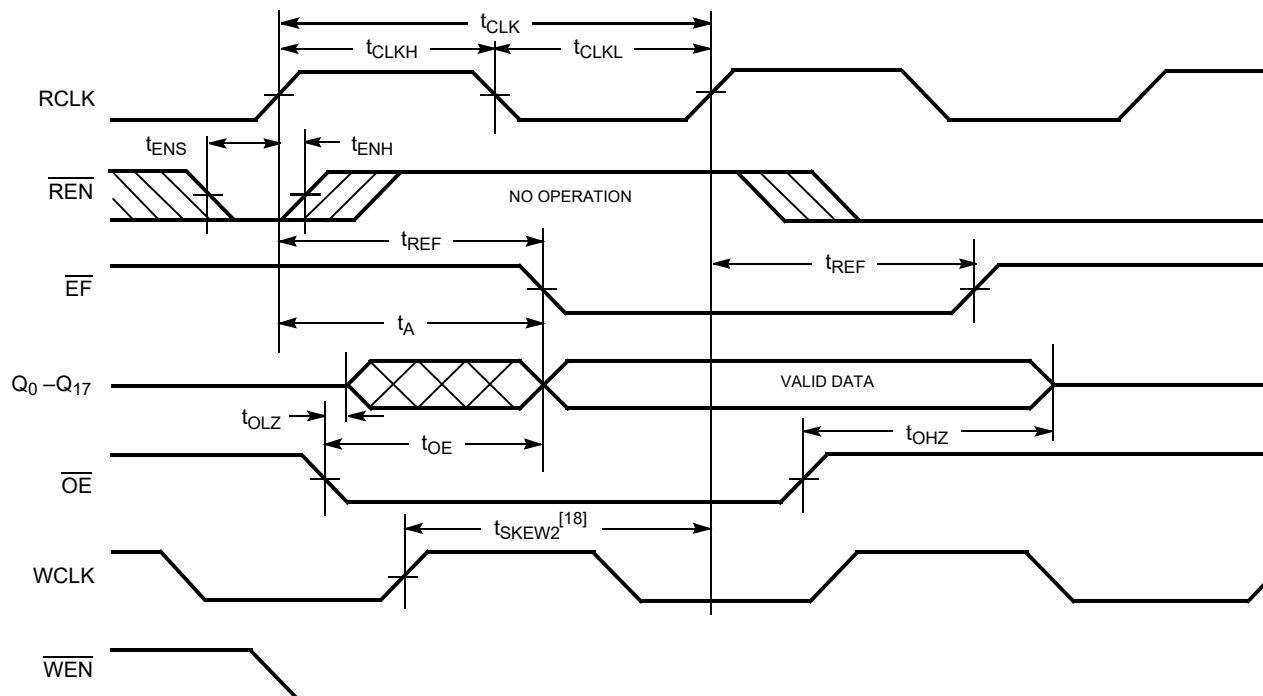 tCLK
tCLKH tCLKL
RCLK
tENS tENH
REN
NO OPERATION
tREF
tREF
EF
tA
Q0 –Q17
VALID DATA
tOLZ
tOE
tOHZ
OE
tSKEW2[18]
WCLK
WEN